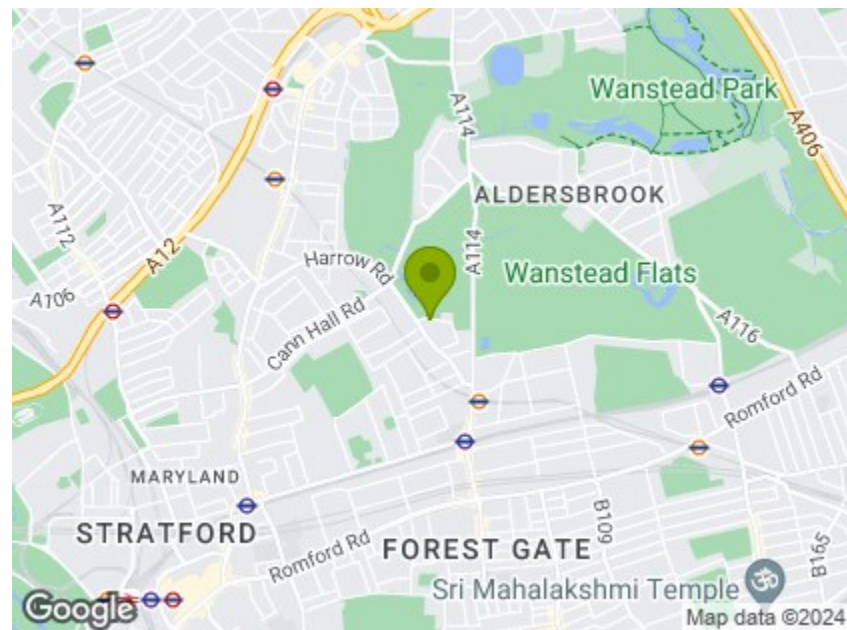 Wanstead Park
A114
A406
ALDERSBROOK
A112
A12
A114
Harrow Rd
Wanstead Flats
A106
Cann Hall Rd
A116
Romford Rd
MARYLAND
B109
B165
STRATFORD
Romford Rd
FOREST GATE
Sri Mahalakshmi Temple
Google
Map data ©2024